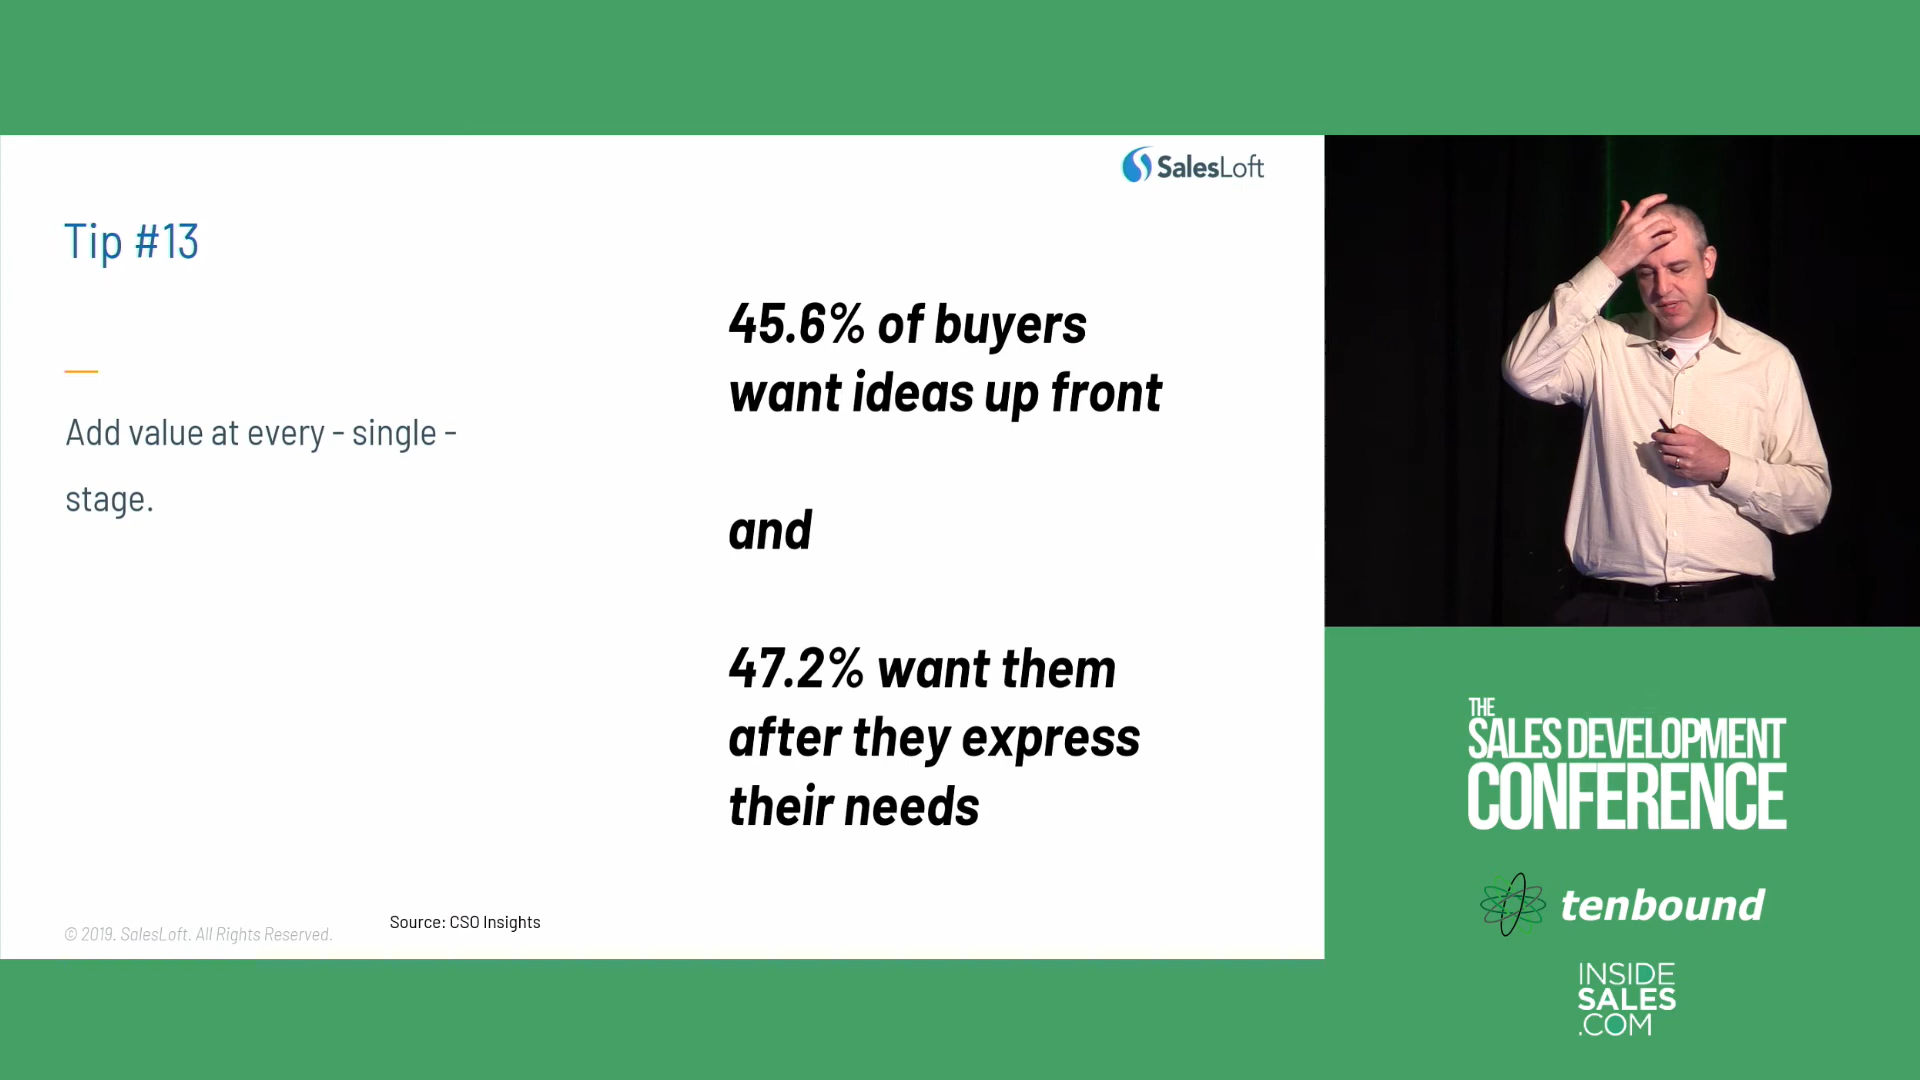 SalesLoft
Tip #13
Add value at every - single -
stage.
45.6% of buyers
want ideas up front
and
47.2% want them
after they express
their needs
Source: CSO Insights
© 2019. SalesLoft. All Rights Reserved.
THE
SALES DEVELOPMENT
CONFERENCE
tenbound
INSIDE
SALES
.COM